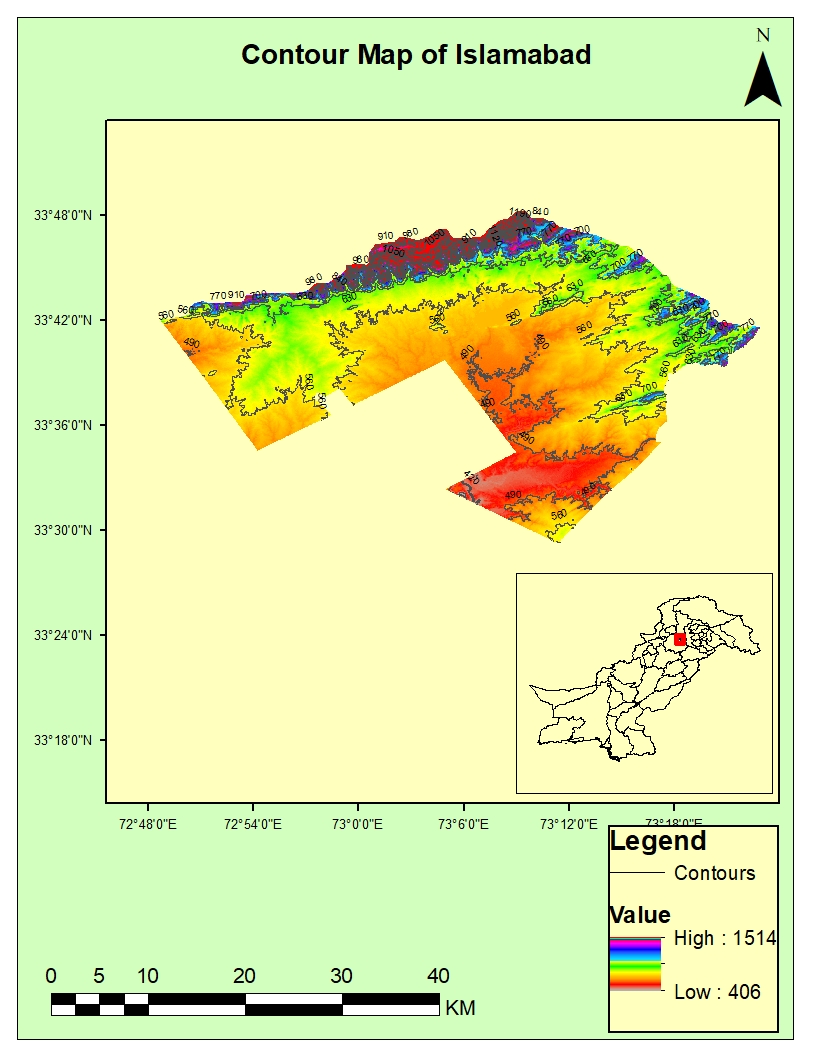 N
Contour Map of Islamabad
33°48'0"N
33°42'0"N
33°36'0"N
33°30'0"N
33°24'0"N
33°18'0"N
1190 840
910 980 1050 910 770 700
980 1050
980
770 910
560 560
630
490
700 770
630
560
560 560
490
770
560
560
560
490
490
700
490
420
490
490
560
72°48'0"E 72°54'0"E 73°0'0"E 73°6'0"E 73°12'0"E 73°18'0"E
Legend
Contours
Value
High : 1514
Low : 406
0 5 10 20 30 40
KM